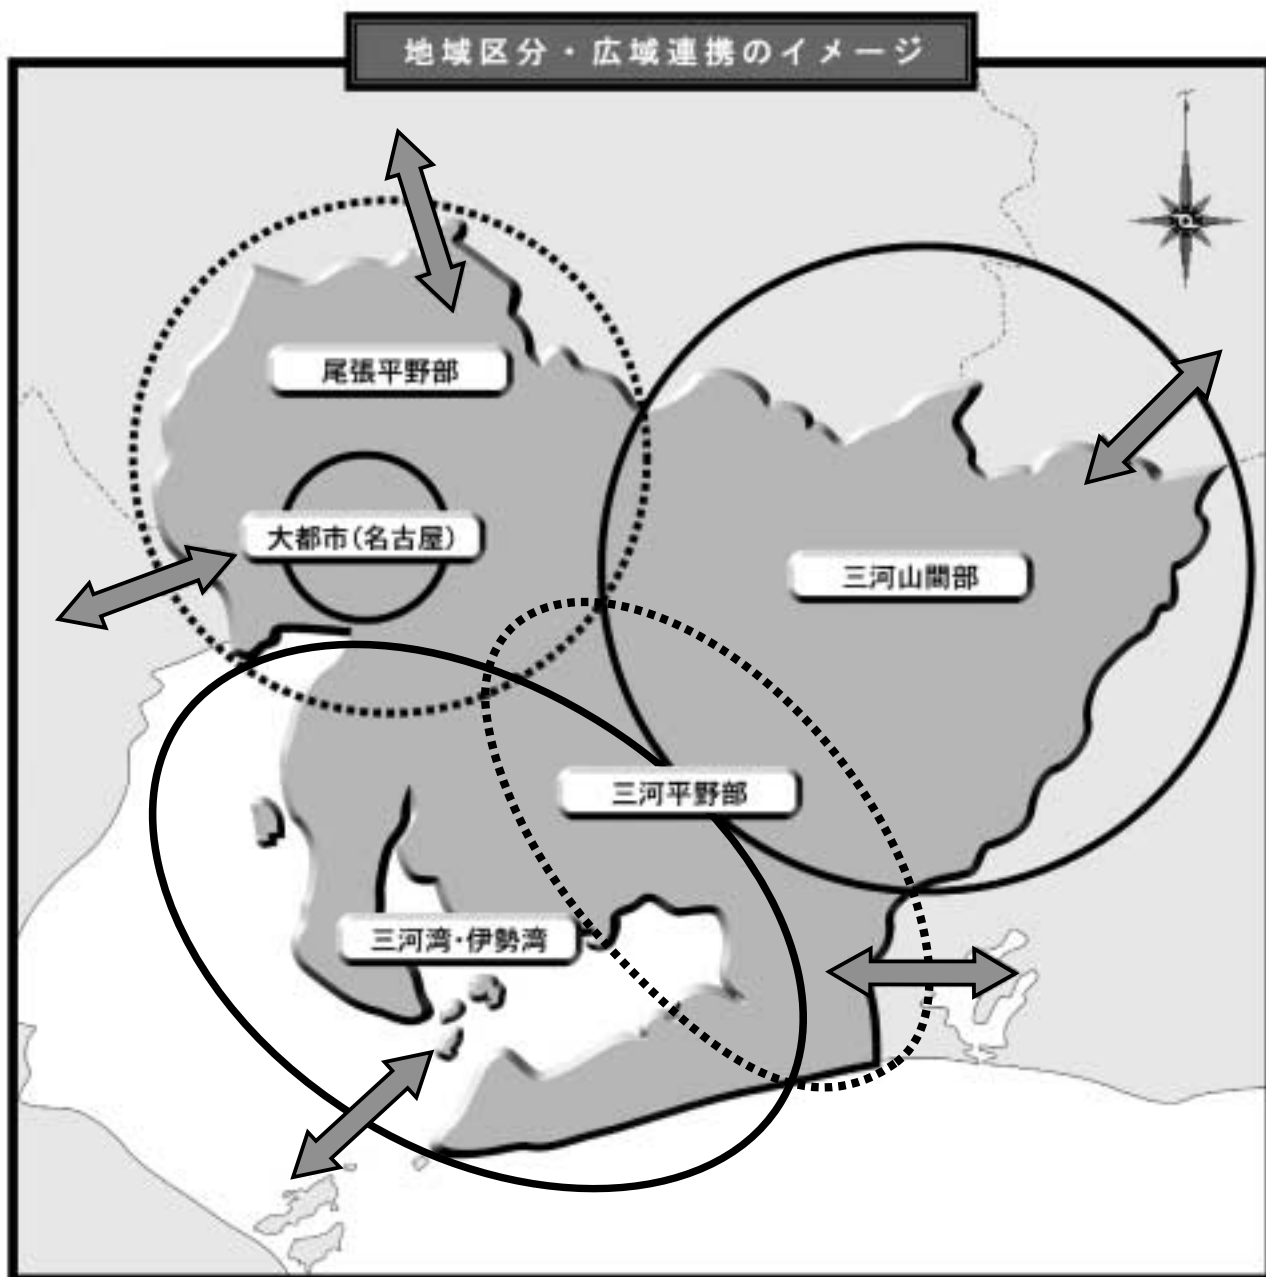 地域区分・広域連携のイメージ
尾張平野部
大都市(名古屋)
三河山間部
三河平野部
三河湾・伊勢湾